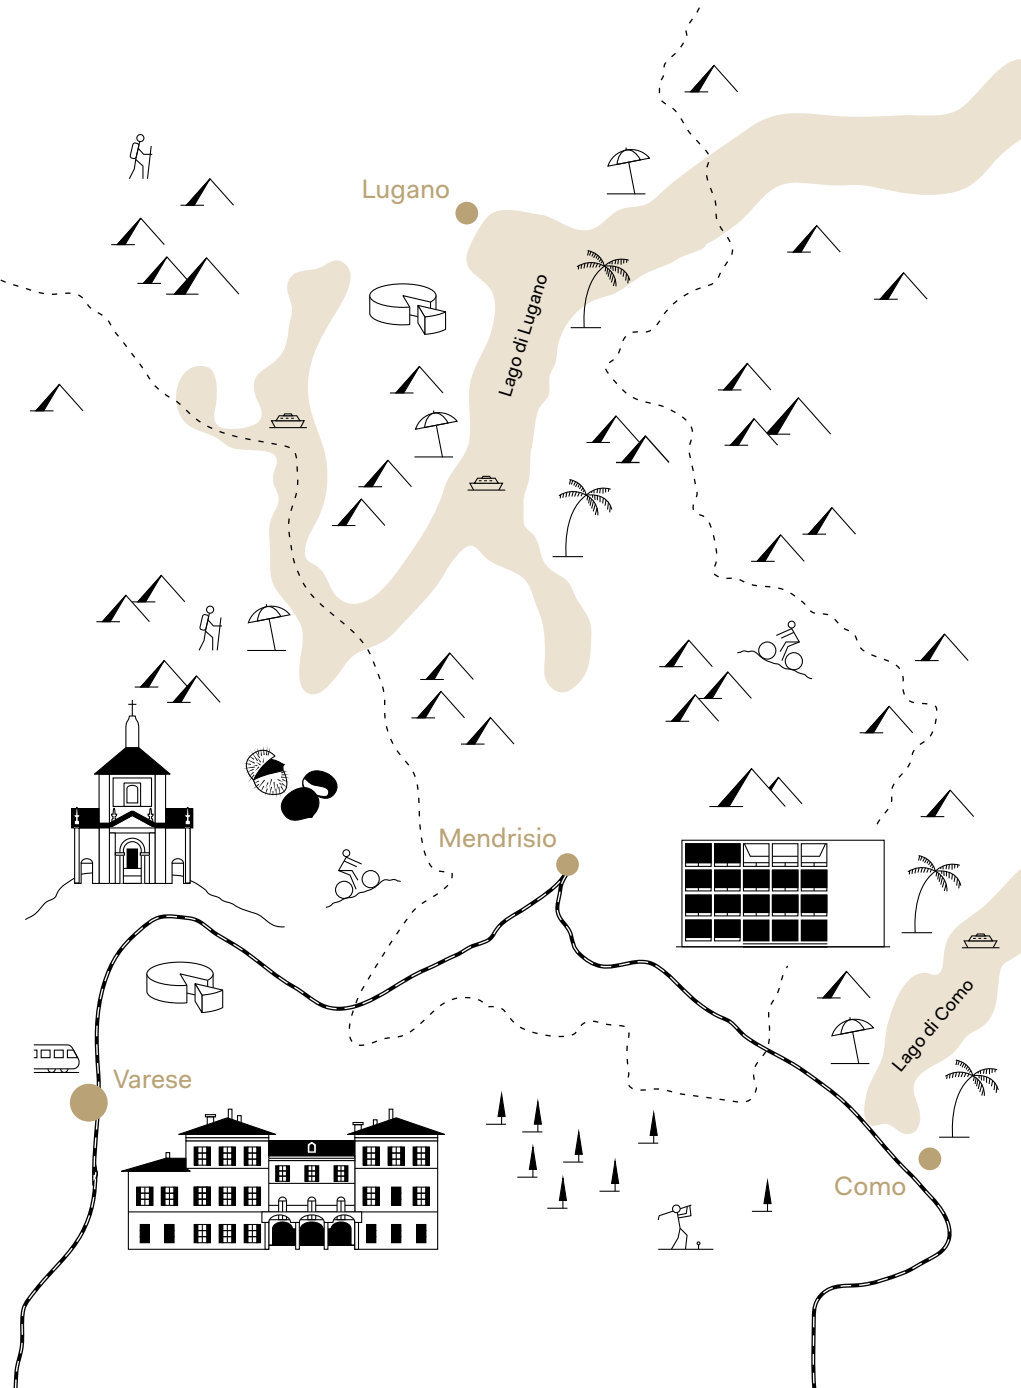 Lugano
Lago di Lugano
Mendrisio
Lago di Como
Varese
Como